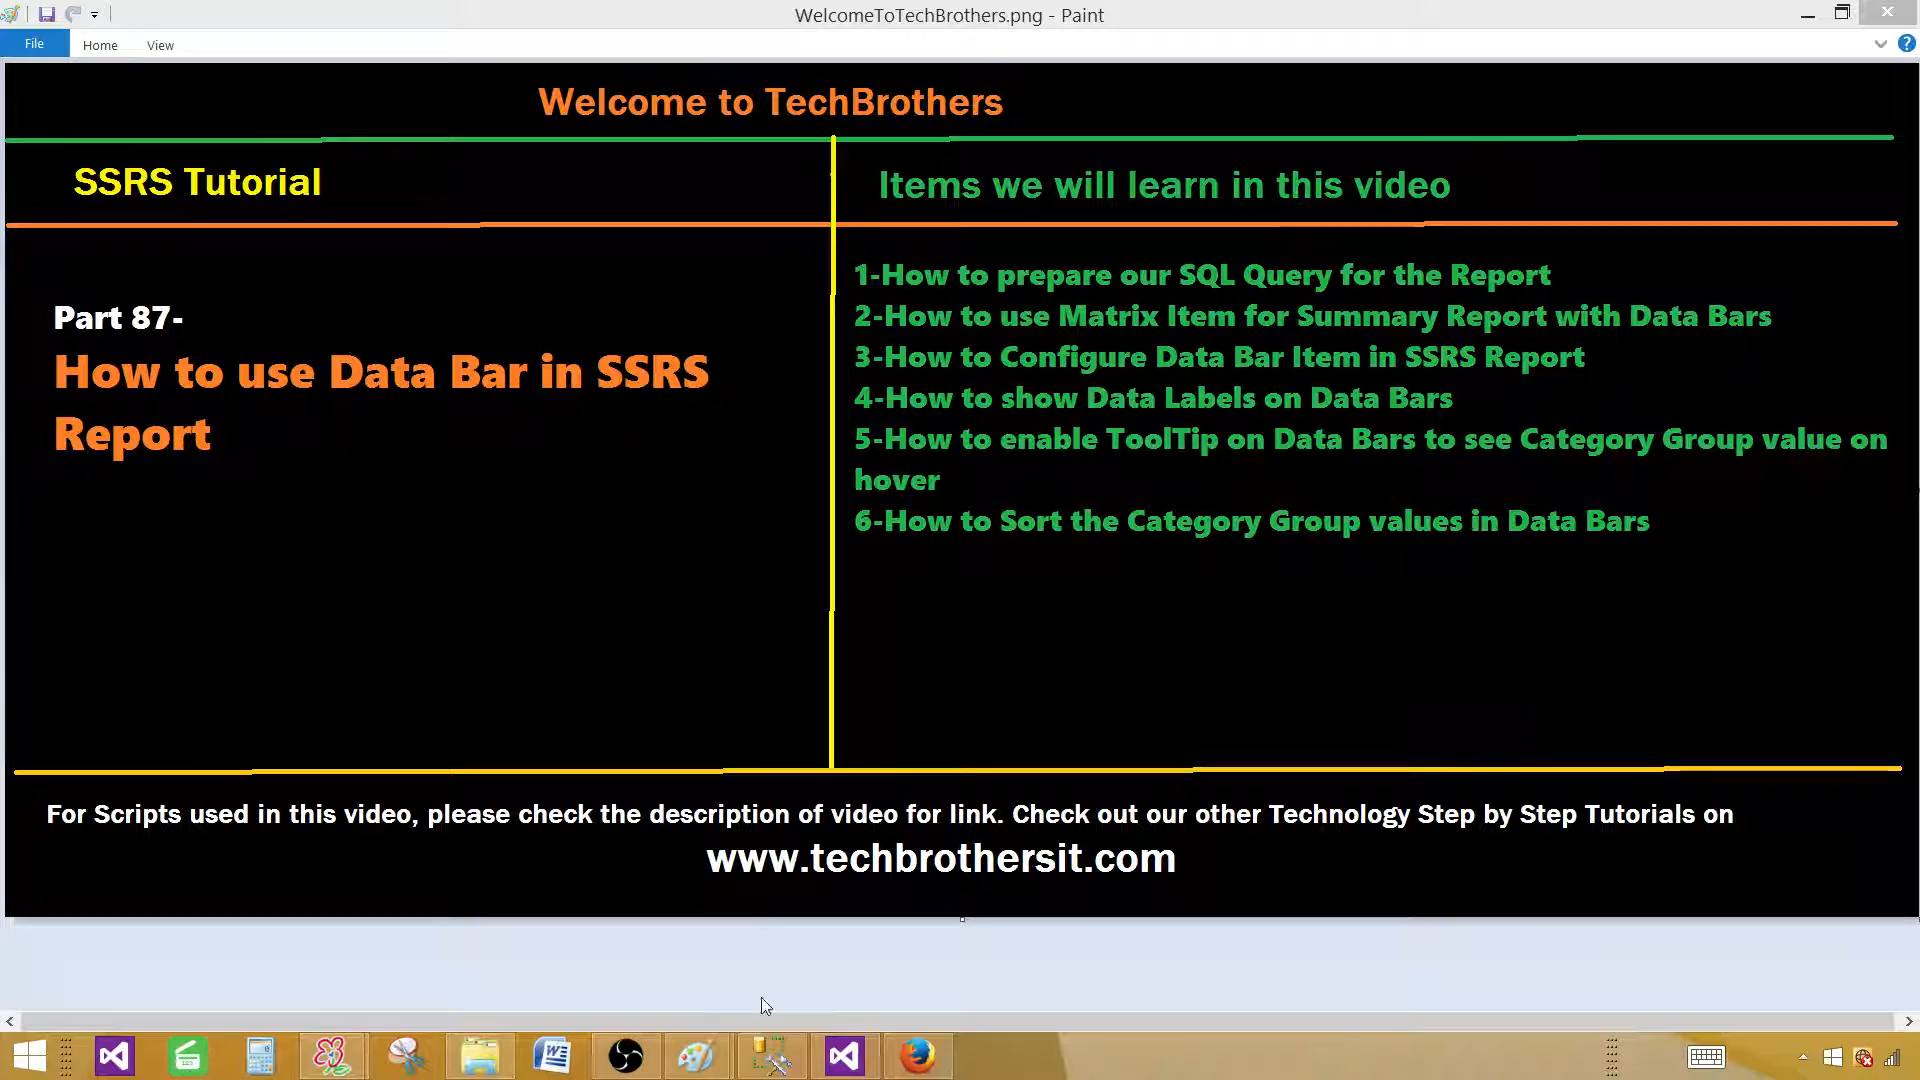 WelcomeToTechBrothers.png - Paint
File
Home
View
Welcome to TechBrothers
SSRS Tutorial
Items we will learn in this video
Part 87-
How to use Data Bar in SSRS
Report
1-How to prepare our SQL Query for the Report
2-How to use Matrix Item for Summary Report with Data Bars
3-How to Configure Data Bar Item in SSRS Report
4-How to show Data Labels on Data Bars
5-How to enable ToolTip on Data Bars to see Category Group value on
hover
6-How to Sort the Category Group values in Data Bars
For Scripts used in this video, please check the description of video for link. Check out our other Technology Step by Step Tutorials on
www.techbrothersit.com